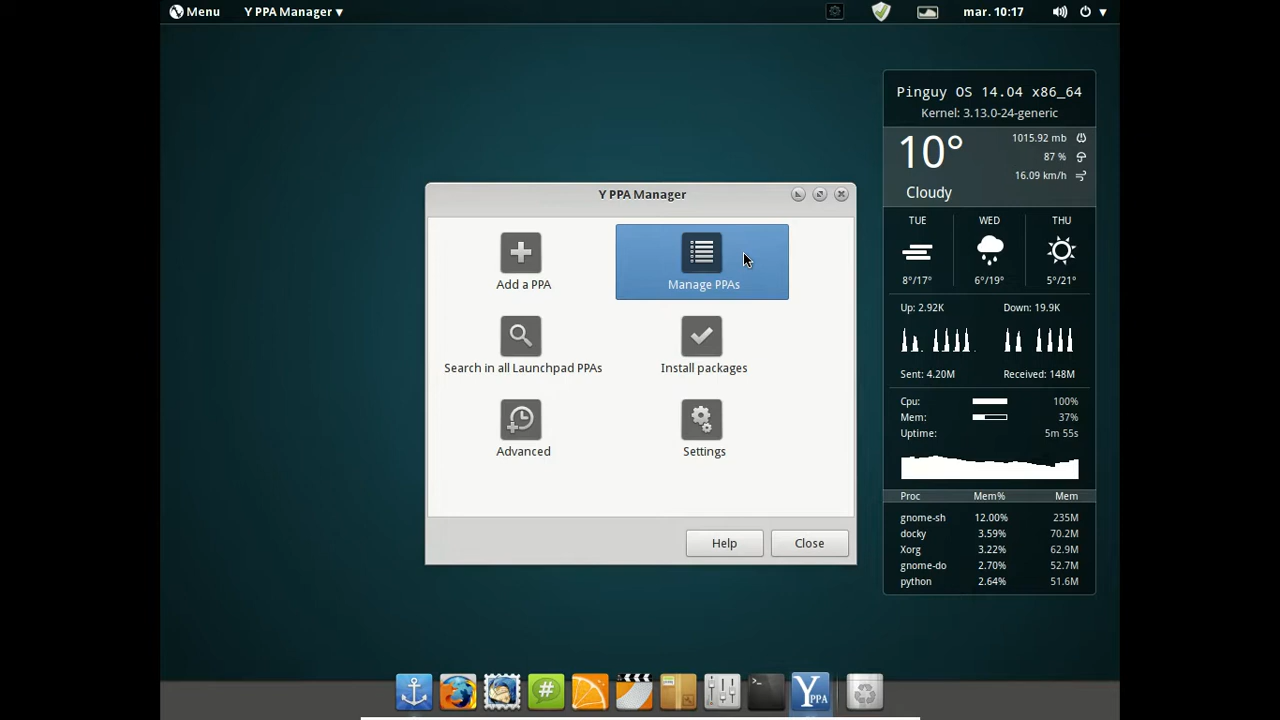 Menu
Y PPA Manager ▾
mar. 10:17
Pinguy OS 14.04 x86_64
Kernel: 3.13.0-24-generic
10°
Cloudy
1015.92 mb
87 %
16.09 km/h
TUE WED THU
8°/17° 6°/19° 5°/21°
Up: 2.92K Down: 19.9K
Sent: 4.20M Received: 148M
Cpu: 100%
Mem: 37%
Uptime: 5m 55s
Proc Mem% Mem
gnome-sh 12.00% 235M
docky 3.59% 70.2M
Xorg 3.22% 62.9M
gnome-do 2.70% 52.7M
python 2.64% 51.6M
Y PPA Manager
Add a PPA
Manage PPAs
Search in all Launchpad PPAs
Install packages
Advanced
Settings
Help
Close
#
>_
Y PPA